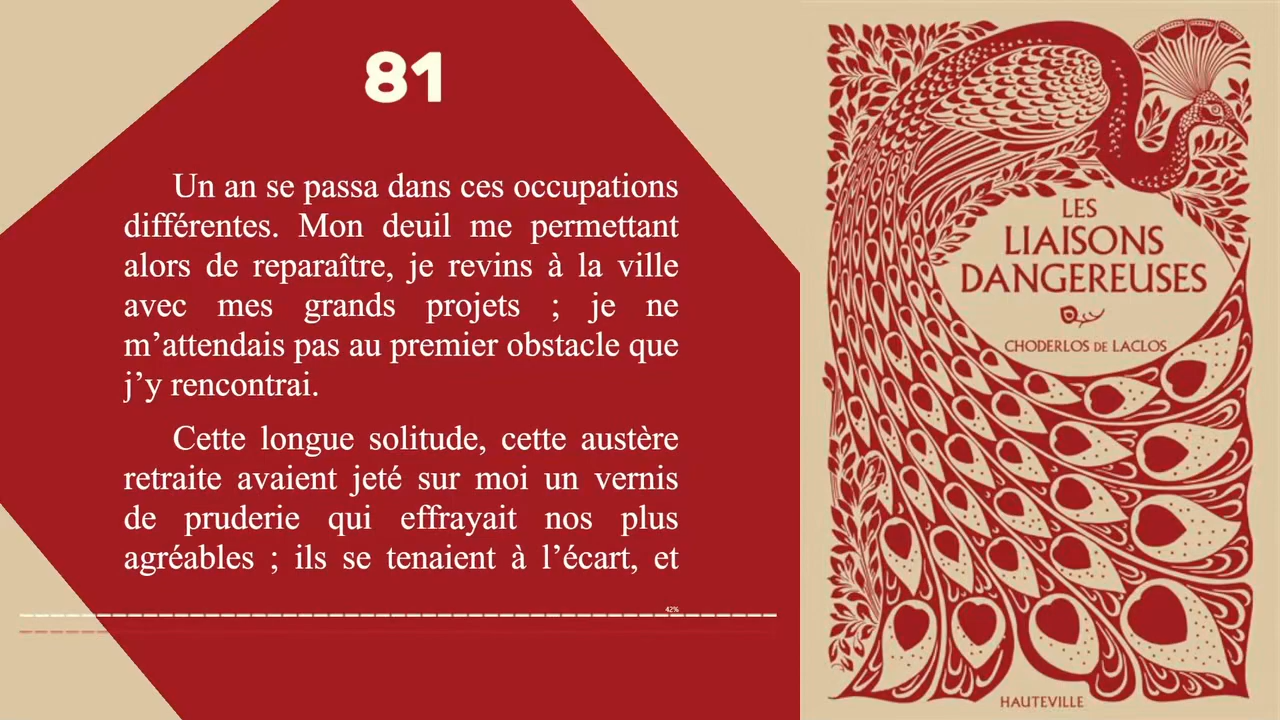 81
Un an se passa dans ces occupations
différentes. Mon deuil me permettant
alors de reparaître, je revins à la ville
avec mes grands projets ; je ne
m’attendais pas au premier obstacle que
j’y rencontrai.
Cette longue solitude, cette austère
retraite avaient jeté sur moi un vernis
de pruderie qui effrayait nos plus
agréables ; ils se tenaient à l’écart, et
42%
LES
LIAISONS
DANGEREUSES
CHODERLOS DE LACLOS
HAUTEVILLE